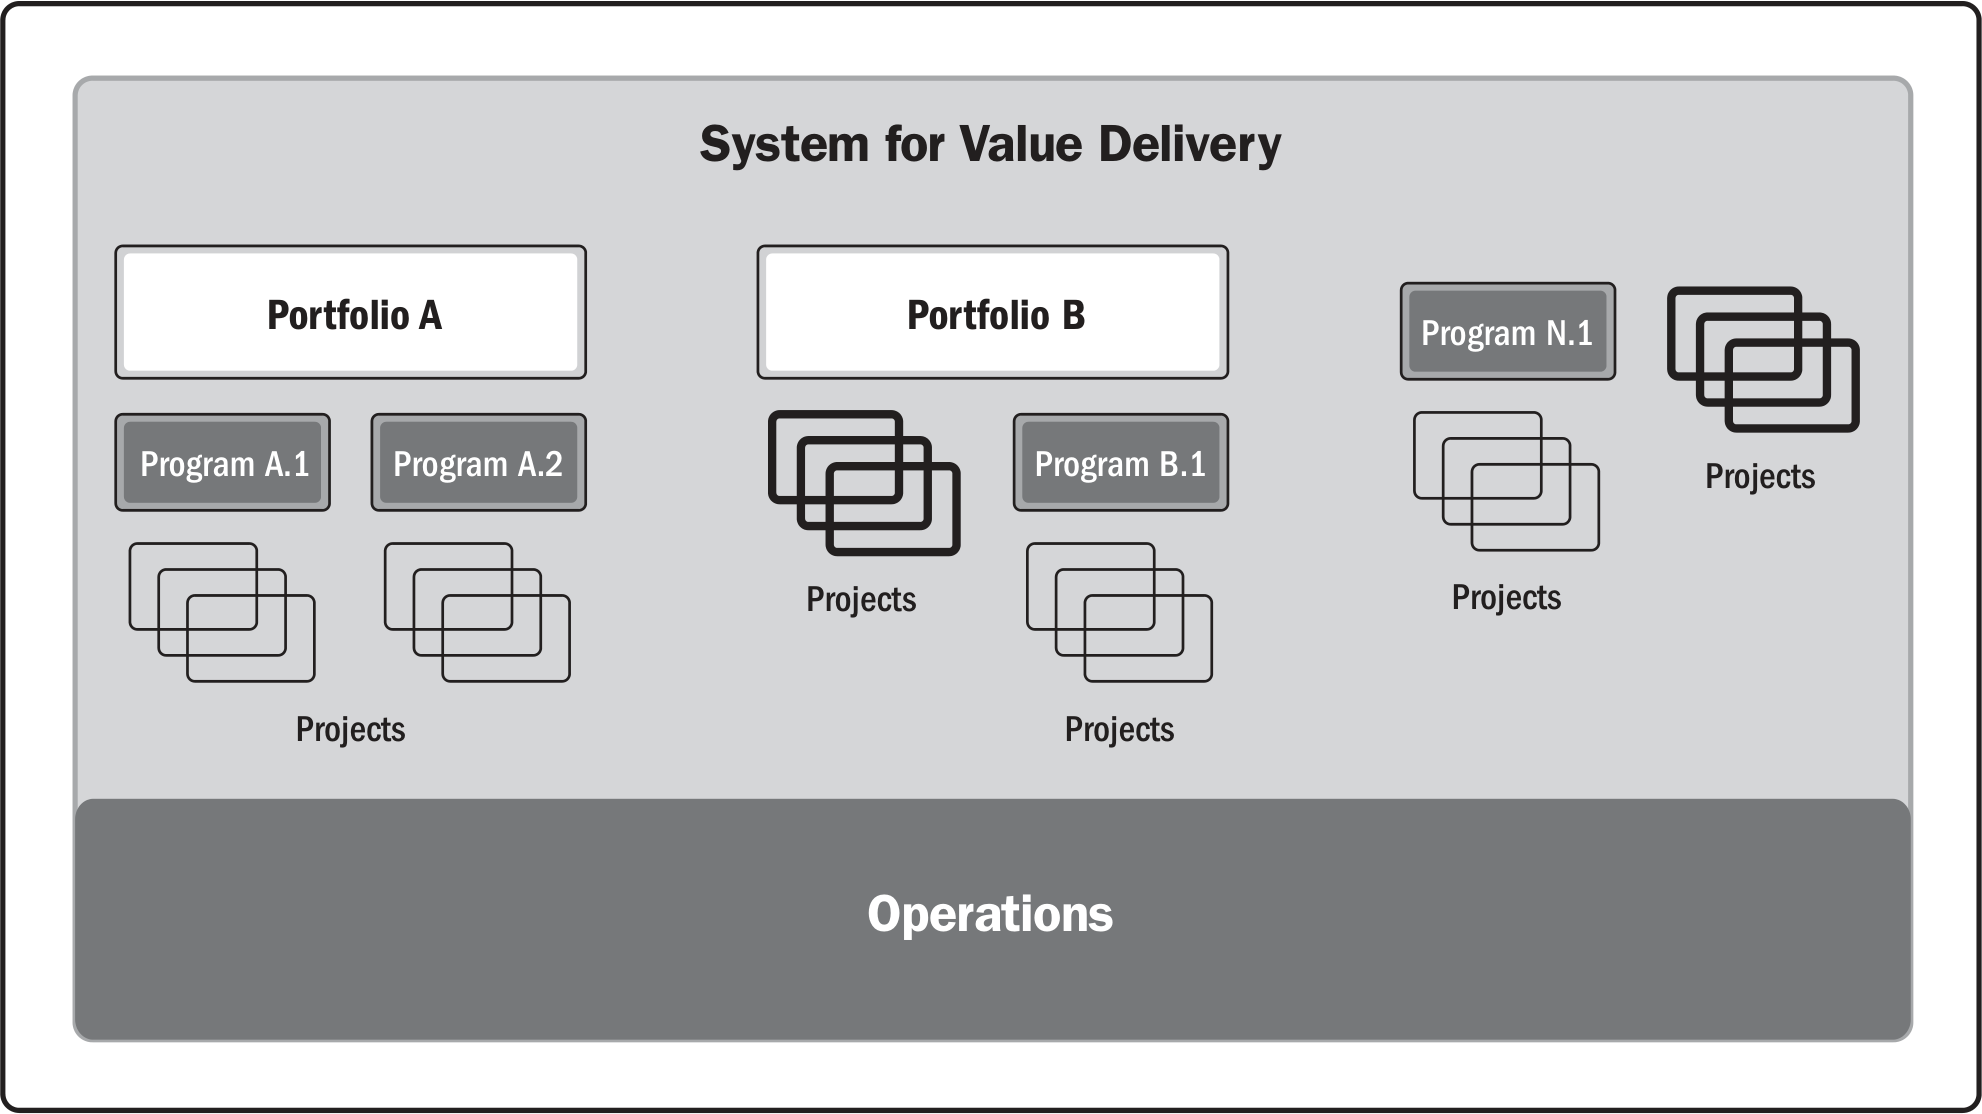 System for Value Delivery
Portfolio A
Portfolio B
Program N.1
Program A.1
Program A.2
Program B.1
Projects
Projects
Projects
Projects
Projects
Operations